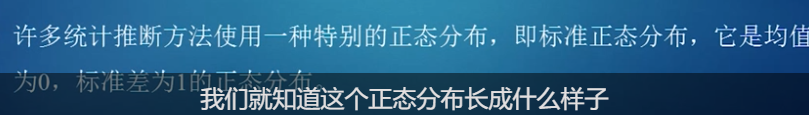 许多统计推断方法使用一种特别的正态分布，即标准正态分布，它是均值
为0，标准差为1的正态分布。
我们就知道这个正态分布长成什么样子